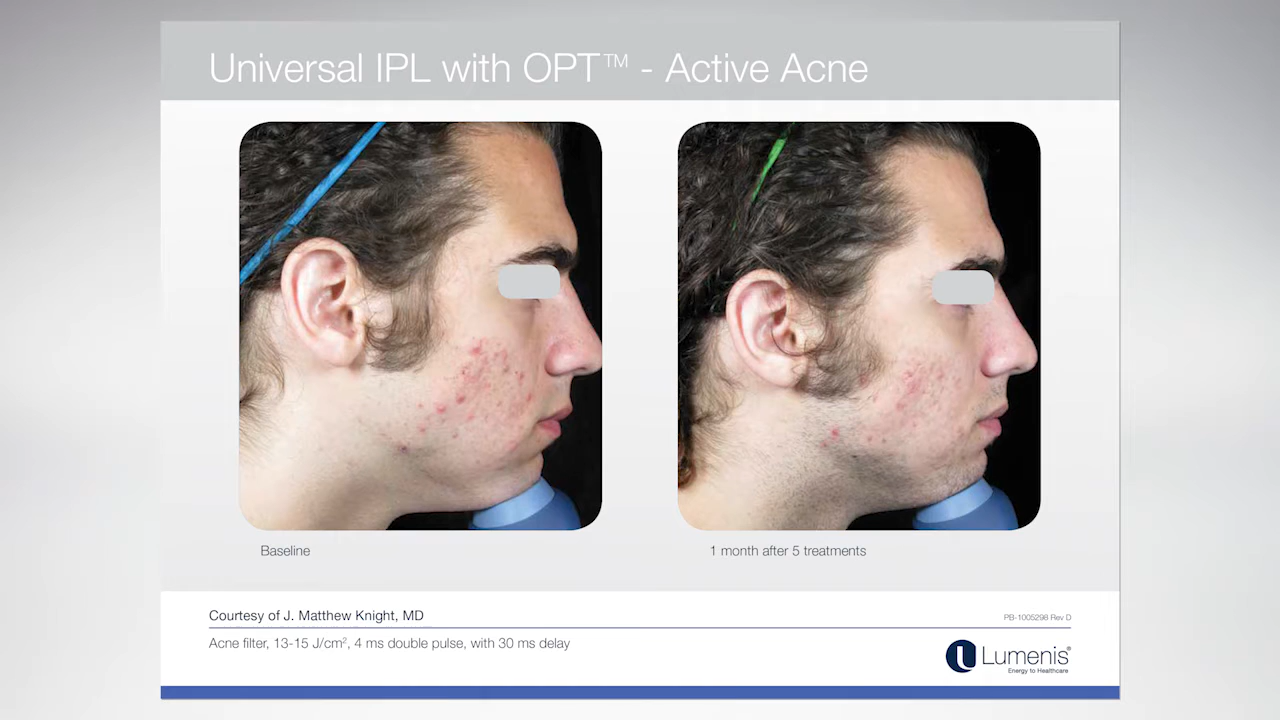 Universal IPL with OPT™ - Active Acne
Baseline
1 month after 5 treatments
Courtesy of J. Matthew Knight, MD
PB-1005298 Rev D
Acne filter, 13-15 J/cm², 4 ms double pulse, with 30 ms delay
Lumenis®
Energy to Healthcare